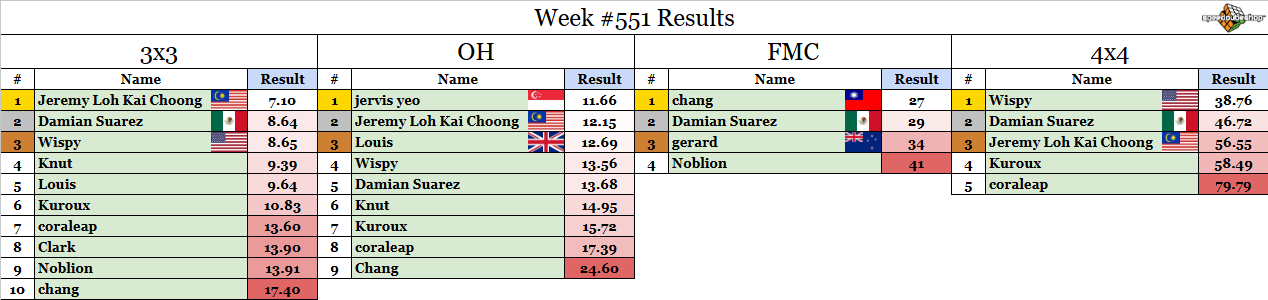 Week #551 Results
speedcubeshop
3x3
# Name Result
1 Jeremy Loh Kai Choong 7.10
2 Damian Suarez 8.64
3 Wispy 8.65
4 Knut 9.39
5 Louis 9.64
6 Kuroux 10.83
7 coraleap 13.60
8 Clark 13.90
9 Noblion 13.91
10 chang 17.40
OH
# Name Result
1 jervis yeo 11.66
2 Jeremy Loh Kai Choong 12.15
3 Louis 12.69
4 Wispy 13.56
5 Damian Suarez 13.68
6 Knut 14.95
7 Kuroux 15.72
8 coraleap 17.39
9 Chang 24.60
FMC
# Name Result
1 chang 27
2 Damian Suarez 29
3 gerard 34
4 Noblion 41
4x4
# Name Result
1 Wispy 38.76
2 Damian Suarez 46.72
3 Jeremy Loh Kai Choong 56.55
4 Kuroux 58.49
5 coraleap 79.79